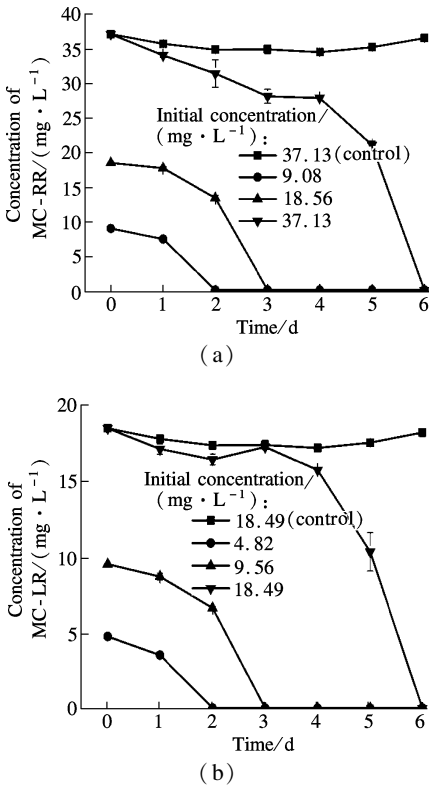 40
35
30
25
20
15
10
5
0
Concentration of
MC-RR/(mg·L⁻¹)
Initial concentration/
(mg·L⁻¹):
37.13(control)
9.08
18.56
37.13
0 1 2 3 4 5 6
Time/d
(a)
20
15
10
5
0
Concentration of
MC-LR/(mg·L⁻¹)
Initial concentration/
(mg·L⁻¹):
18.49(control)
4.82
9.56
18.49
0 1 2 3 4 5 6
Time/d
(b)